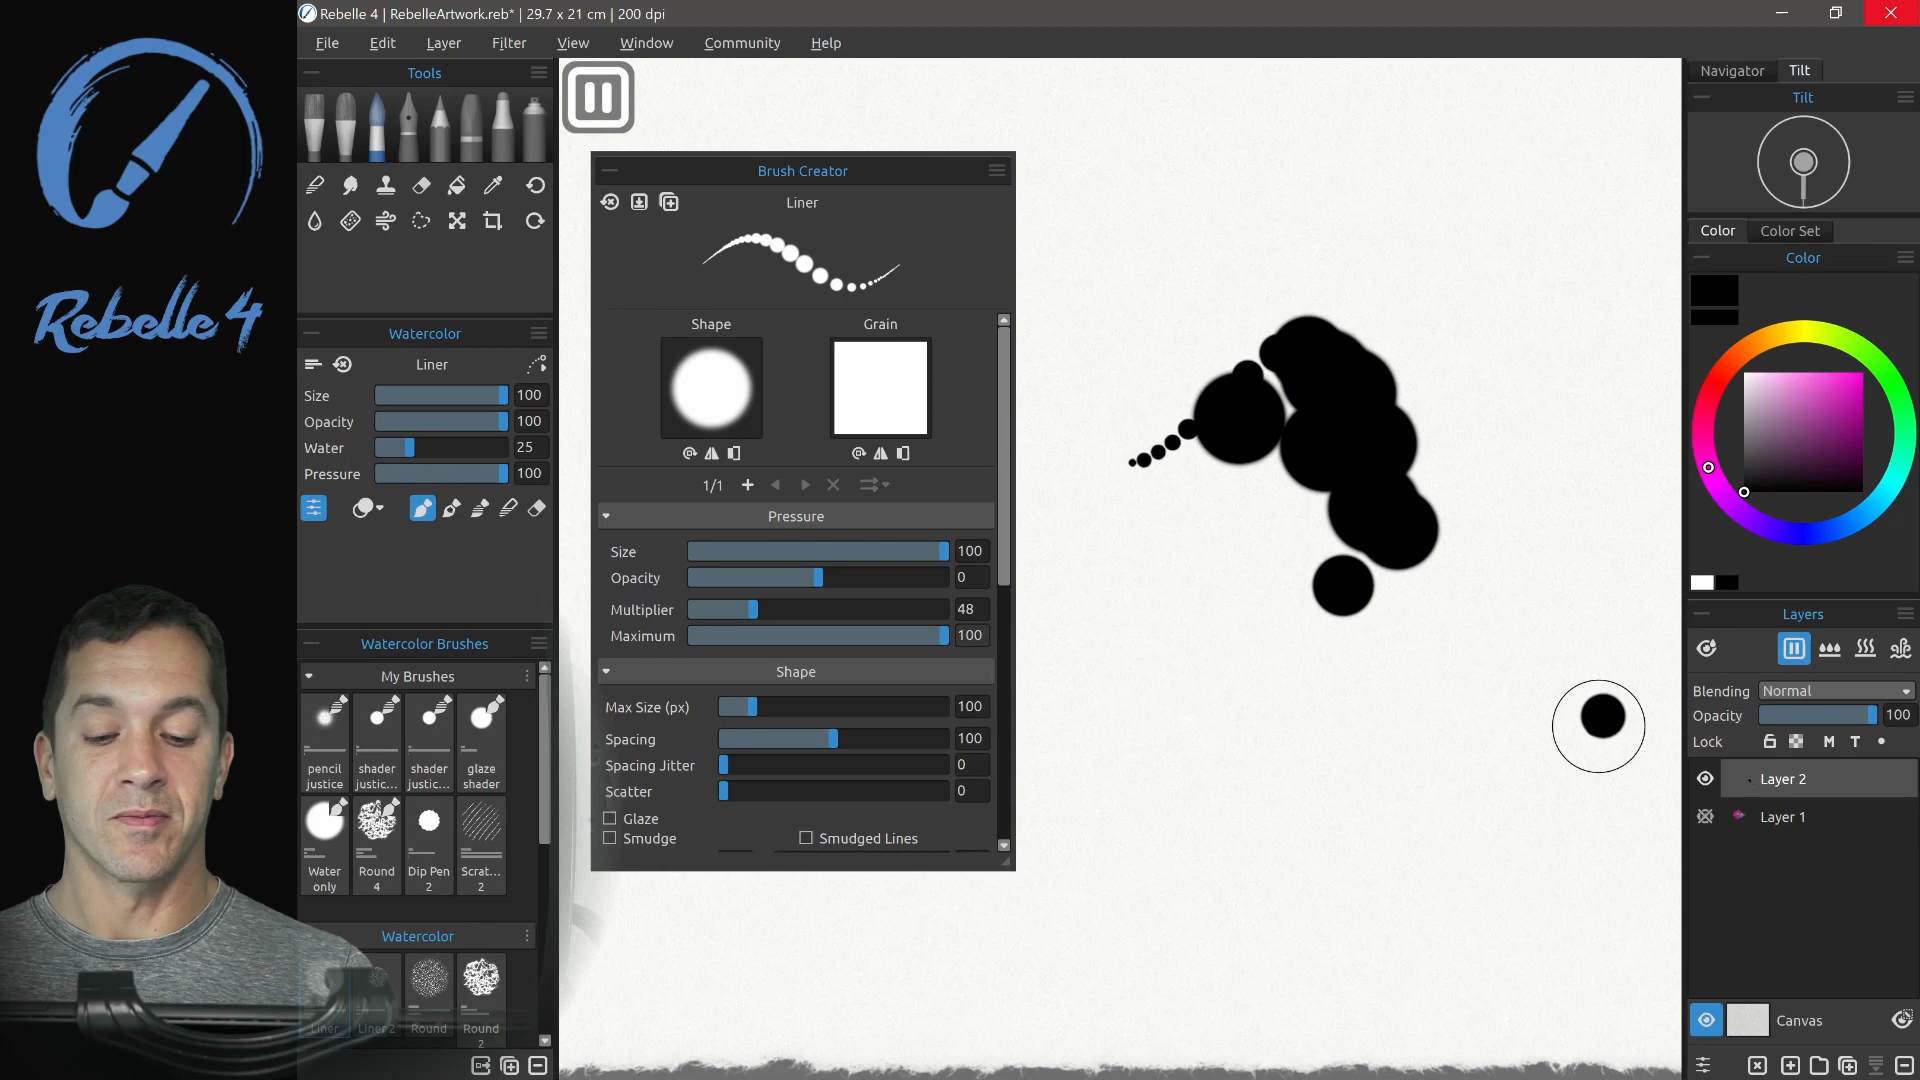 Rebelle 4 | RebelleArtwork.reb* | 29.7 x 21 cm | 200 dpi
File Edit Layer Filter View Window Community Help
Tools
Rebelle 4
Watercolor
Liner
Size 100
Opacity 100
Water 25
Pressure 100
Watercolor Brushes
My Brushes
pencil justice
shader justic...
shader justic...
glaze shader
Water only
Round 4
Dip Pen 2
Scrat... 2
Watercolor
Liner
Liner 2
Round
Round 2
Brush Creator
Liner
Shape Grain
1/1
Pressure
Size 100
Opacity 0
Multiplier 48
Maximum 100
Shape
Max Size (px) 100
Spacing 100
Spacing Jitter 0
Scatter 0
Glaze
Smudge Smudged Lines
Navigator Tilt
Tilt
Color Color Set
Color
Layers
Blending Normal
Opacity 100
Lock M T
Layer 2
Layer 1
Canvas